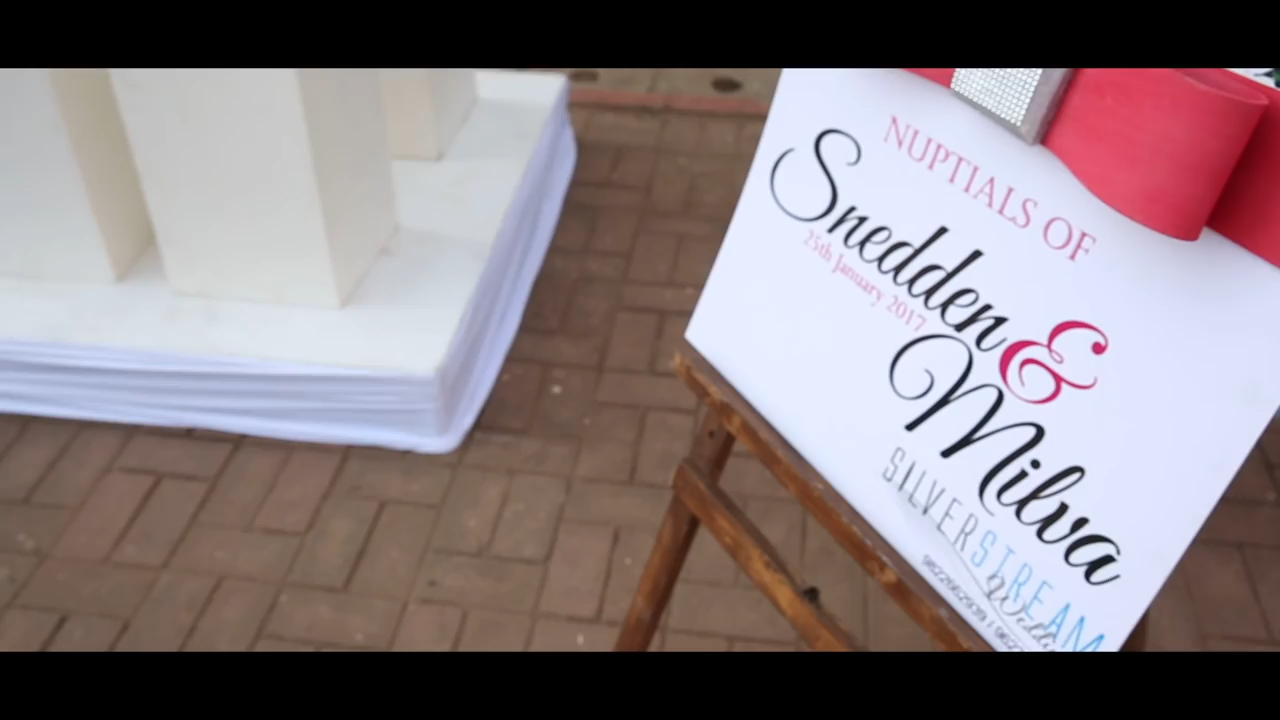 NUPTIALS OF
Snedden
25th January 2017
&
Milva
SILVERSTREAM